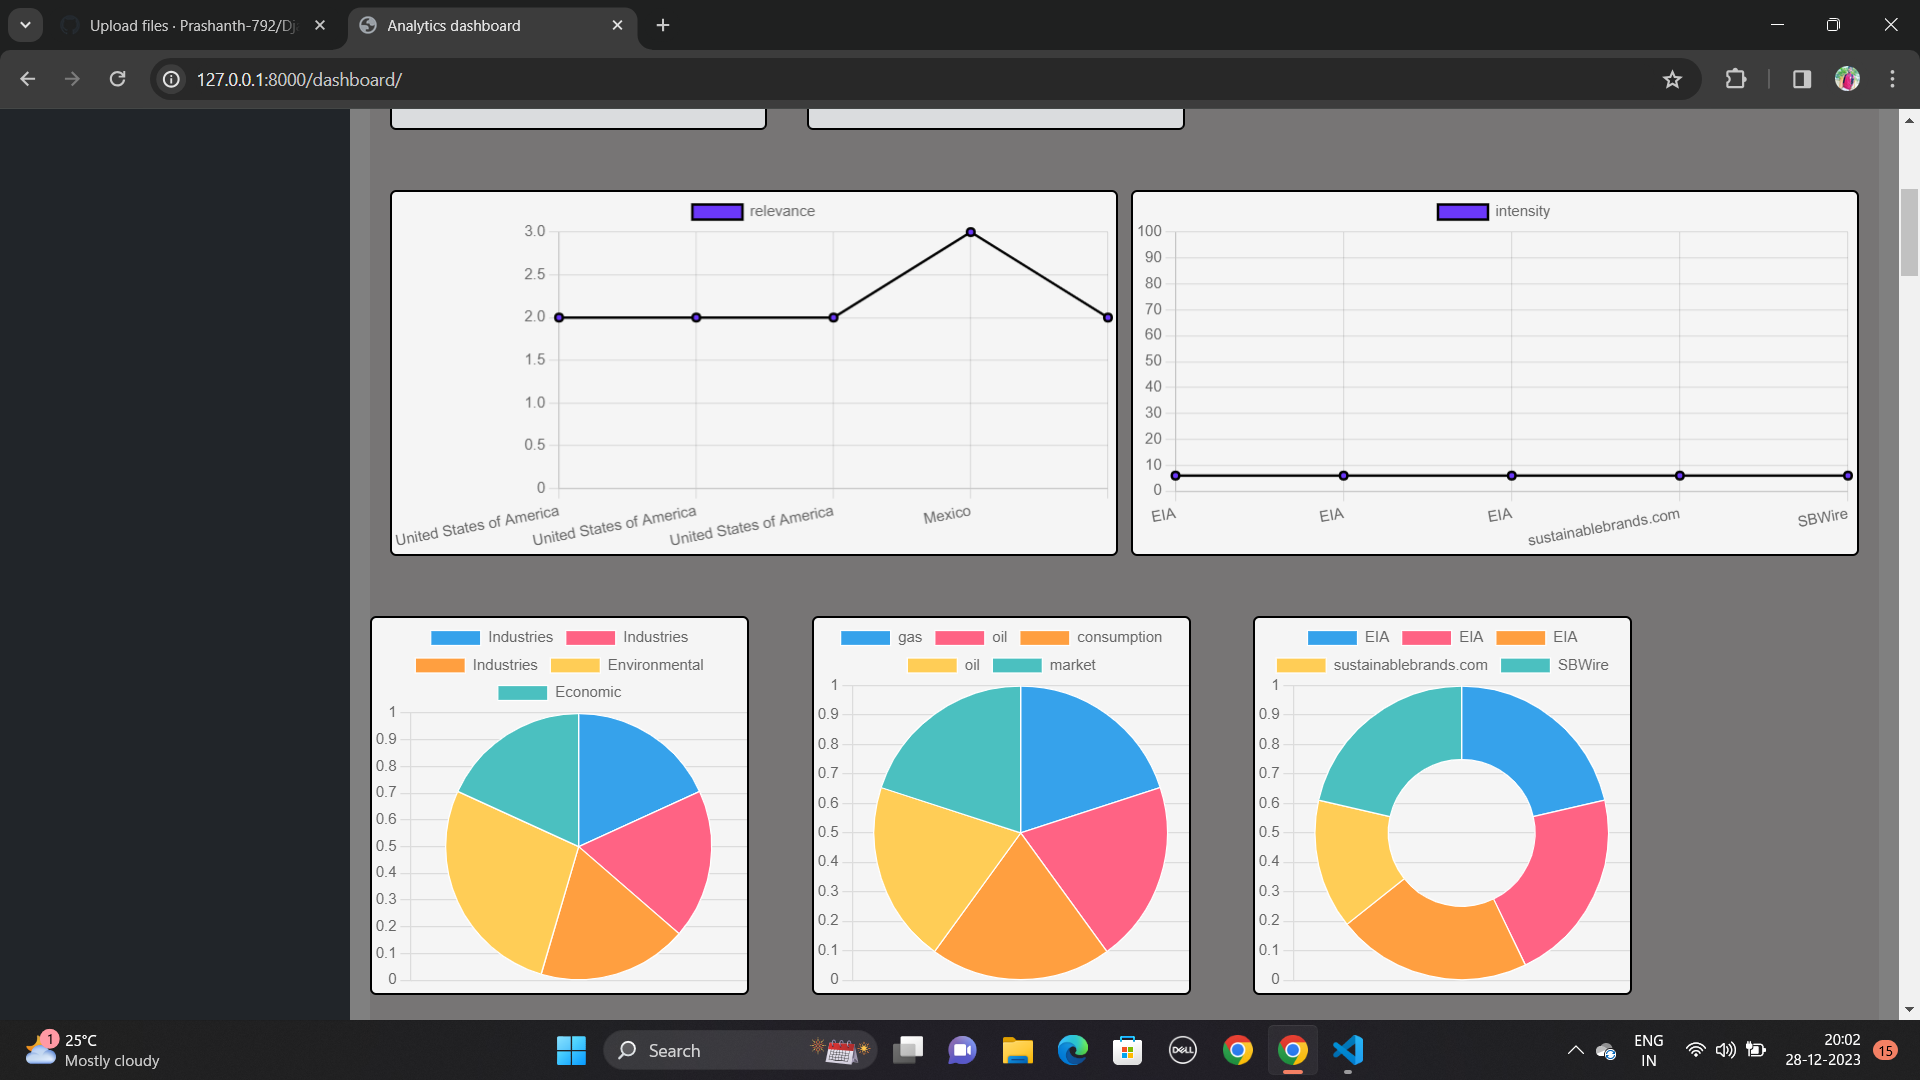 Upload files · Prashanth-792/Dj
Analytics dashboard
127.0.0.1:8000/dashboard/
relevance
3.0
2.5
2.0
1.5
1.0
0.5
0
United States of America
United States of America
United States of America
Mexico
intensity
100
90
80
70
60
50
40
30
20
10
0
EIA
EIA
EIA
sustainablebrands.com
SBWire
Industries Industries
Industries Environmental
Economic
1
0.9
0.8
0.7
0.6
0.5
0.4
0.3
0.2
0.1
0
gas oil consumption
oil market
1
0.9
0.8
0.7
0.6
0.5
0.4
0.3
0.2
0.1
0
EIA EIA EIA
sustainablebrands.com SBWire
1
0.9
0.8
0.7
0.6
0.5
0.4
0.3
0.2
0.1
0
1
25°C
Mostly cloudy
Search
DELL
ENG
IN
20:02
28-12-2023
15